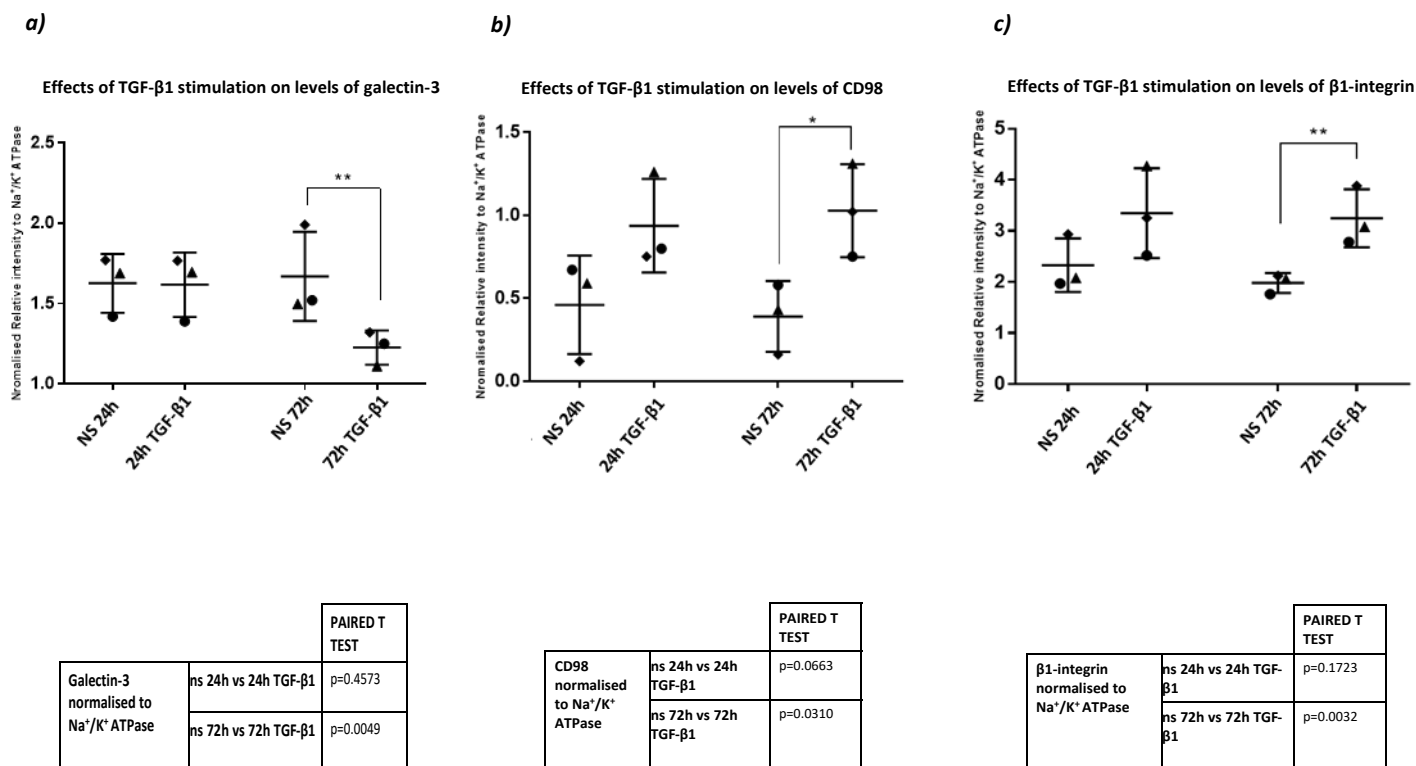 a)
Effects of TGF-β1 stimulation on levels of galectin-3
Nromalised Relative intensity to Na⁺/K⁺ ATPase
2.5
2.0
1.5
1.0
**
NS 24h
24h TGF-β1
NS 72h
72h TGF-β1
b)
Effects of TGF-β1 stimulation on levels of CD98
Nromalised Relative intensity to Na⁺/K⁺ ATPase
1.5
1.0
0.5
0.0
*
NS 24h
24h TGF-β1
NS 72h
72h TGF-β1
c)
Effects of TGF-β1 stimulation on levels of β1-integrin
Nromalised Relative intensity to Na⁺/K⁺ ATPase
5
4
3
2
1
0
**
NS 24h
24h TGF-β1
NS 72h
72h TGF-β1
PAIRED T
TEST
Galectin-3
normalised to
Na⁺/K⁺ ATPase
ns 24h vs 24h TGF-β1
p=0.4573
ns 72h vs 72h TGF-β1
p=0.0049
PAIRED T
TEST
CD98
normalised
to Na⁺/K⁺
ATPase
ns 24h vs 24h
TGF-β1
p=0.0663
ns 72h vs 72h
TGF-β1
p=0.0310
PAIRED T
TEST
β1-integrin
normalised to
Na⁺/K⁺ ATPase
ns 24h vs 24h TGF-
β1
p=0.1723
ns 72h vs 72h TGF-
β1
p=0.0032